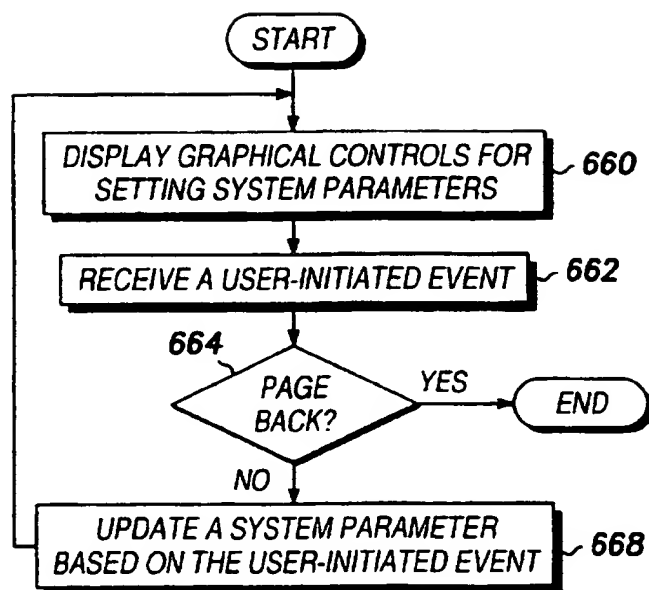 START
DISPLAY GRAPHICAL CONTROLS FOR
SETTING SYSTEM PARAMETERS
660
RECEIVE A USER-INITIATED EVENT
662
664
PAGE
BACK?
YES
END
NO
UPDATE A SYSTEM PARAMETER
BASED ON THE USER-INITIATED EVENT
668